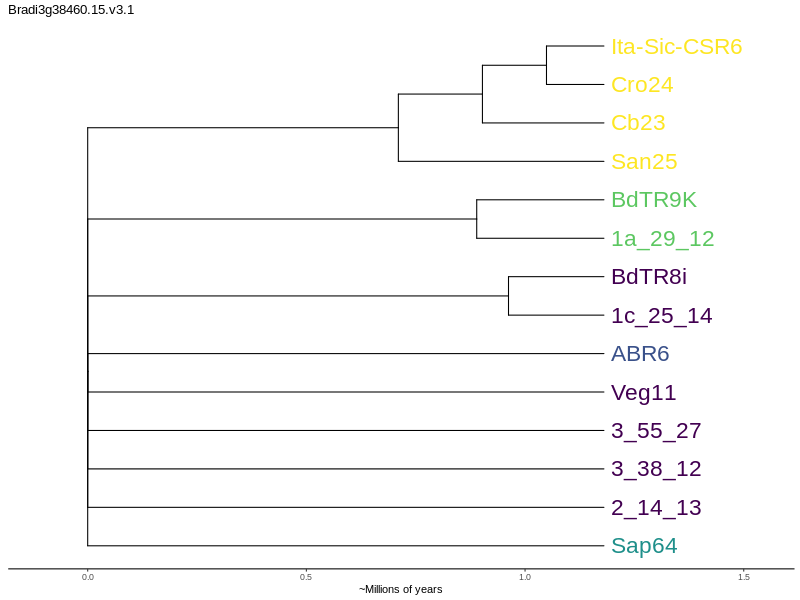 Bradi3g38460.15.v3.1
Ita-Sic-CSR6
Cro24
Cb23
San25
BdTR9K
1a_29_12
BdTR8i
1c_25_14
ABR6
Veg11
3_55_27
3_38_12
2_14_13
Sap64
0.0 0.5 1.0 1.5
~Millions of years